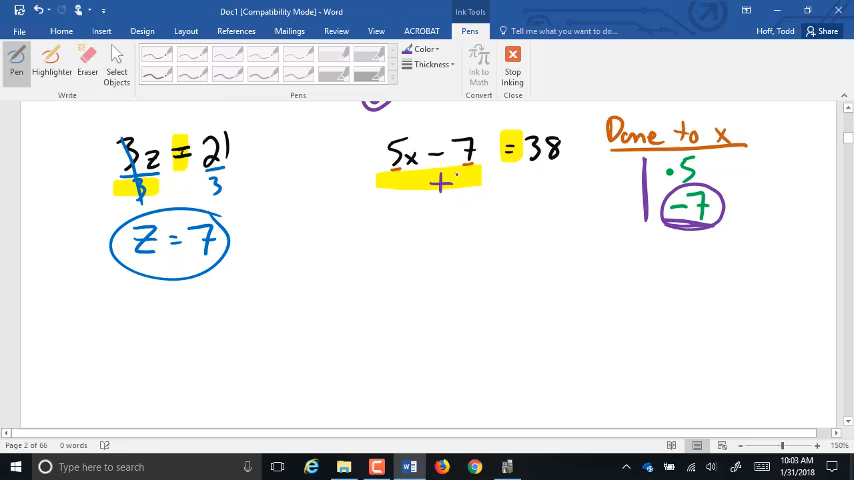 Doc1 [Compatibility Mode] - Word
Ink Tools
Hoff, Todd
File Home Insert Draw Design Layout References Mailings Review View ACROBAT Pens Tell me what you want to do... Share
Pen Highlighter Eraser Select Objects
Color
Thickness
Ink to Math
Stop Inking
Write
Pens
Convert
Close
3z = 21
3 3
z = 7
5x - 7 = 38
+
Done to x
• 5
- 7
Page 2 of 66 0 words
150%
Type here to search
10:03 AM
1/31/2018